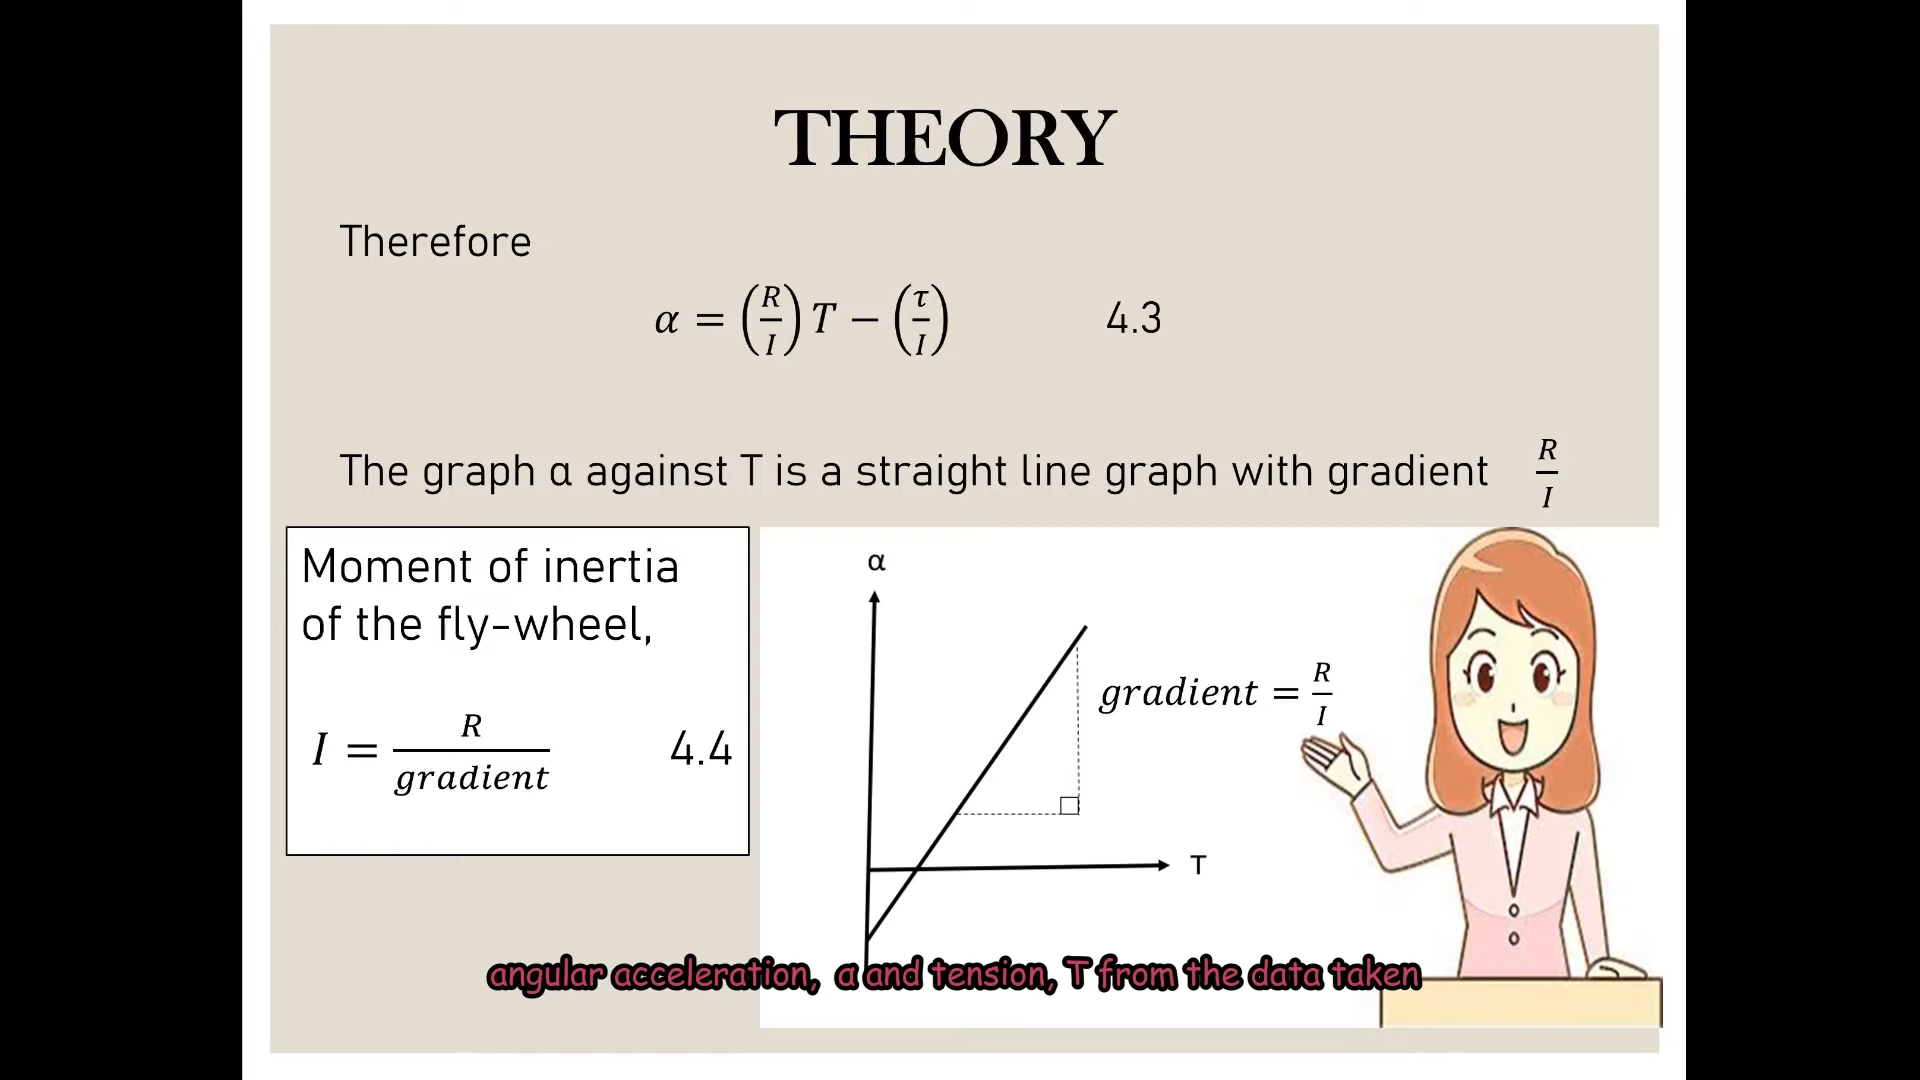 THEORY
Therefore
α = (R/I) T − (τ/I) 4.3
The graph α against T is a straight line graph with gradient R/I
Moment of inertia
of the fly-wheel,
I = R/gradient 4.4
α
gradient = R/I
T
angular acceleration, α and tension, T from the data taken